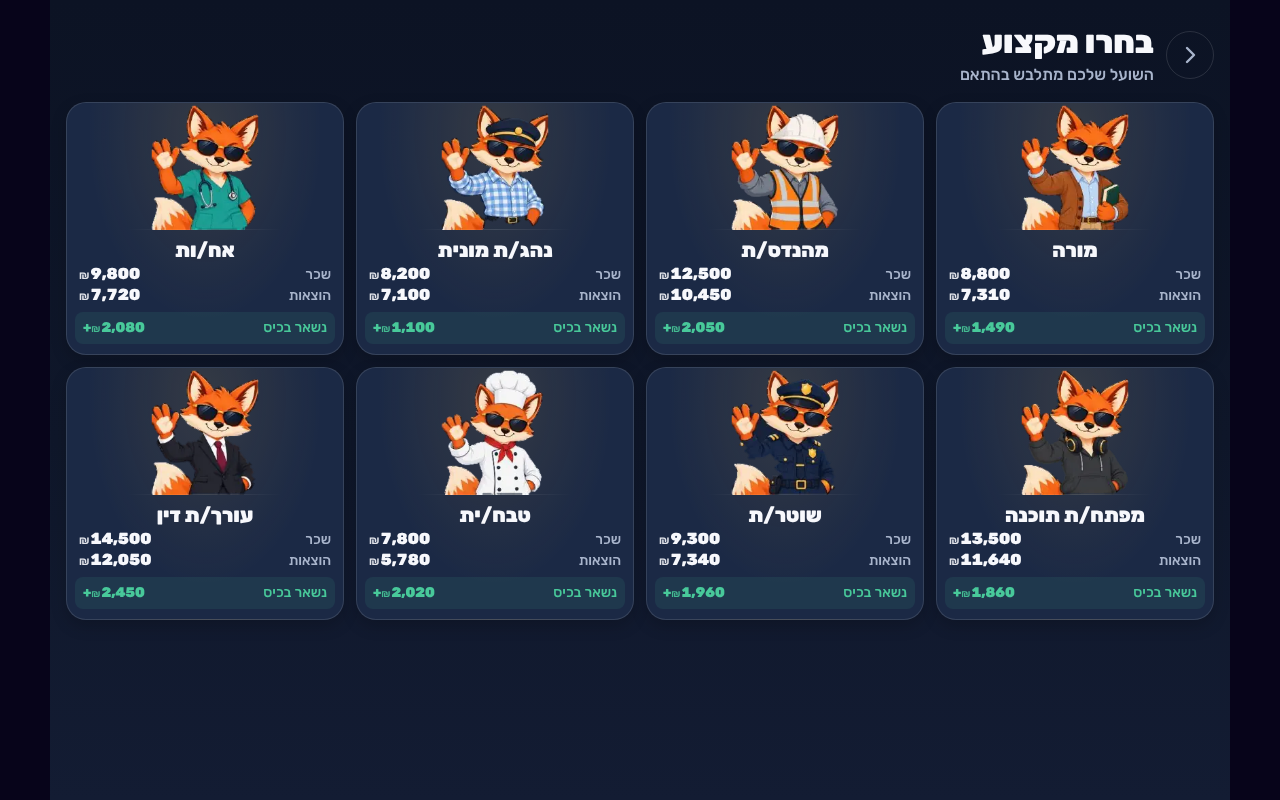 בחרו מקצוע
השועל שלכם מתלבש בהתאם
מורה
שכר ₪8,800
הוצאות ₪7,310
נשאר בכיס +₪1,490
מהנדס/ת
שכר ₪12,500
הוצאות ₪10,450
נשאר בכיס +₪2,050
נהג/ת מונית
שכר ₪8,200
הוצאות ₪7,100
נשאר בכיס +₪1,100
אח/ות
שכר ₪9,800
הוצאות ₪7,720
נשאר בכיס +₪2,080
מפתח/ת תוכנה
שכר ₪13,500
הוצאות ₪11,640
נשאר בכיס +₪1,860
שוטר/ת
שכר ₪9,300
הוצאות ₪7,340
נשאר בכיס +₪1,960
טבח/ית
שכר ₪7,800
הוצאות ₪5,780
נשאר בכיס +₪2,020
עורך/ת דין
שכר ₪14,500
הוצאות ₪12,050
נשאר בכיס +₪2,450